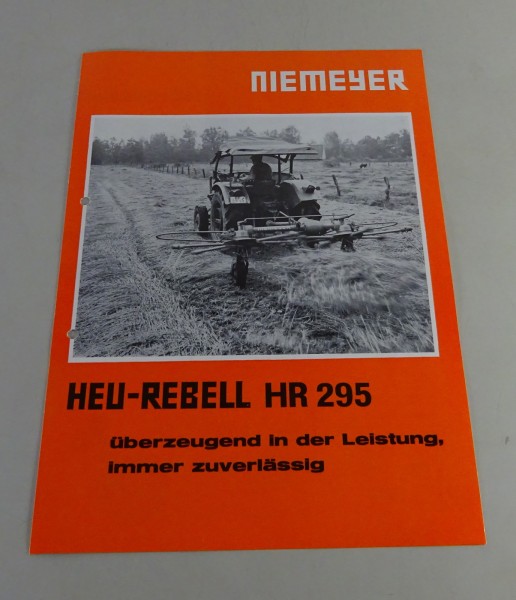 NIEMEYER
HEU-REBELL HR 295
überzeugend in der Leistung,
immer zuverlässig